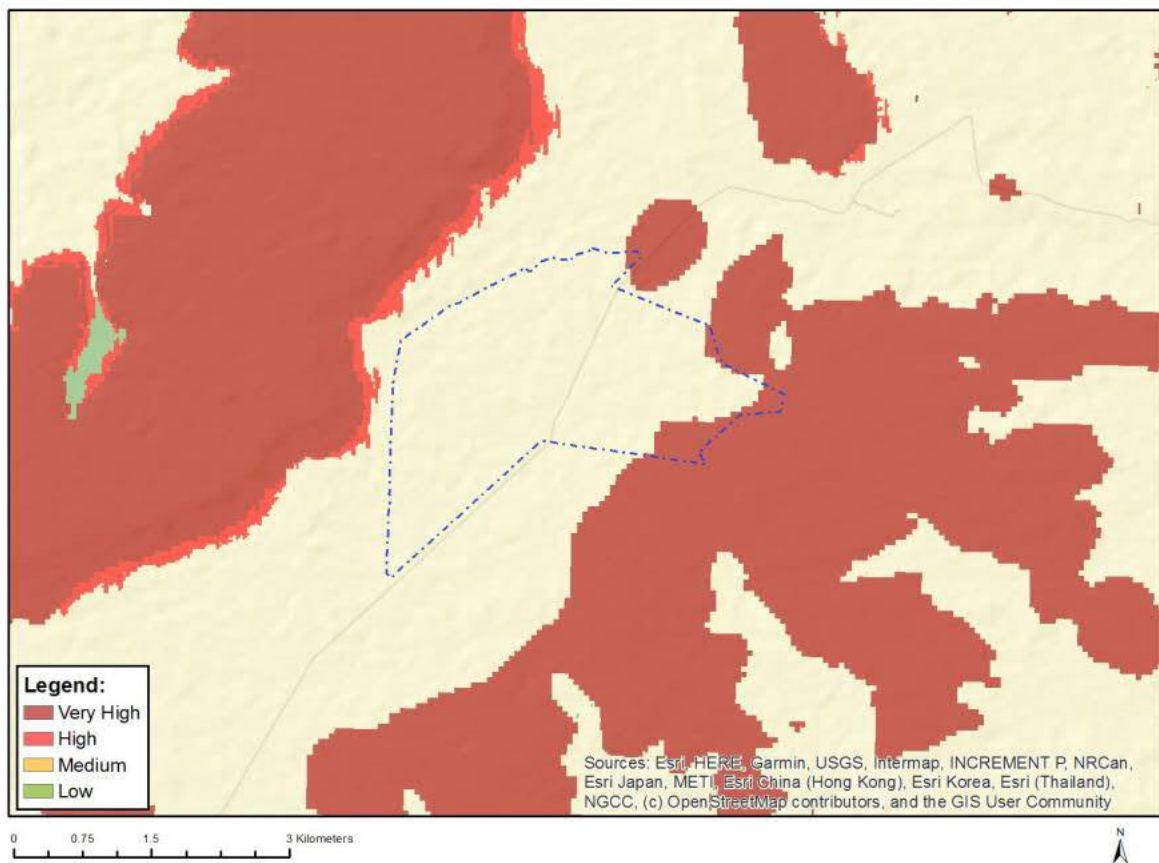 Legend:
Very High
High
Medium
Low
Sources: Esri, HERE, Garmin, USGS, Intermap, INCREMENT P, NRCan,
Esri Japan, METI, Esri China (Hong Kong), Esri Korea, Esri (Thailand),
NGCC, (c) OpenStreetMap contributors, and the GIS User Community
0 0.75 1.5 3 Kilometers
N